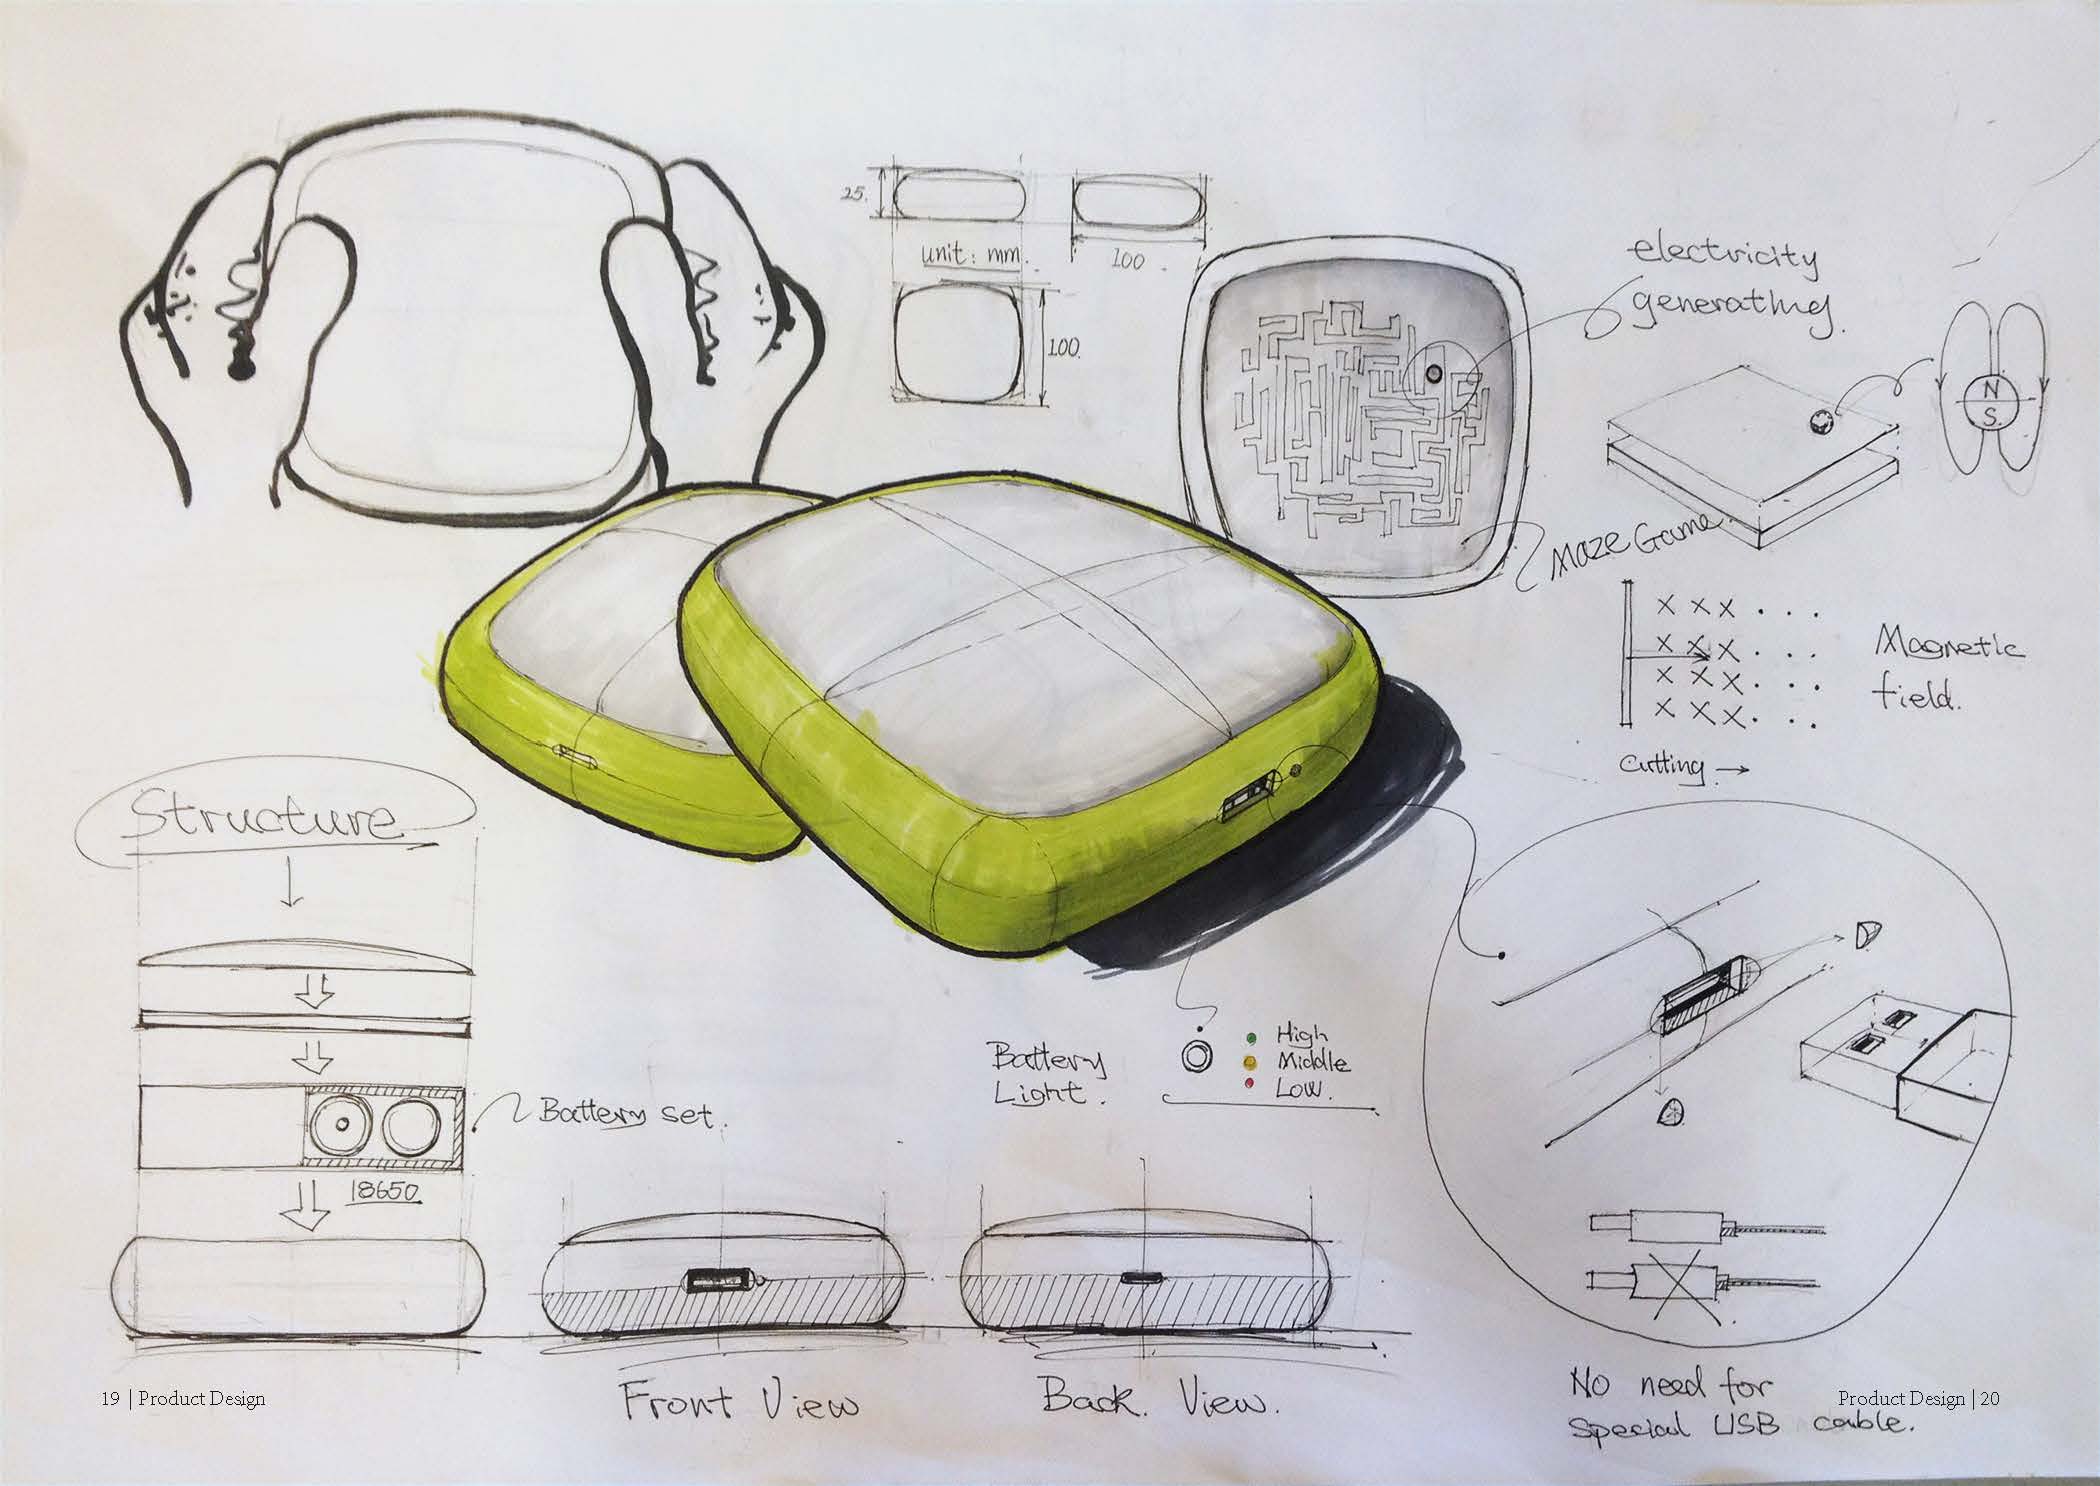 25.
unit: mm.
100
100.
electricity
generating.
N
S.
Maze Game.
x x x . . .
x x x . . .
x x x . . .
x x x . . .
Magnetic
field.
Cutting →
Structure
Battery set.
18650
Battery
Light.
High
Middle
Low.
Front View
Back. View.
No need for
special USB cable.
19 | Product Design
Product Design | 20